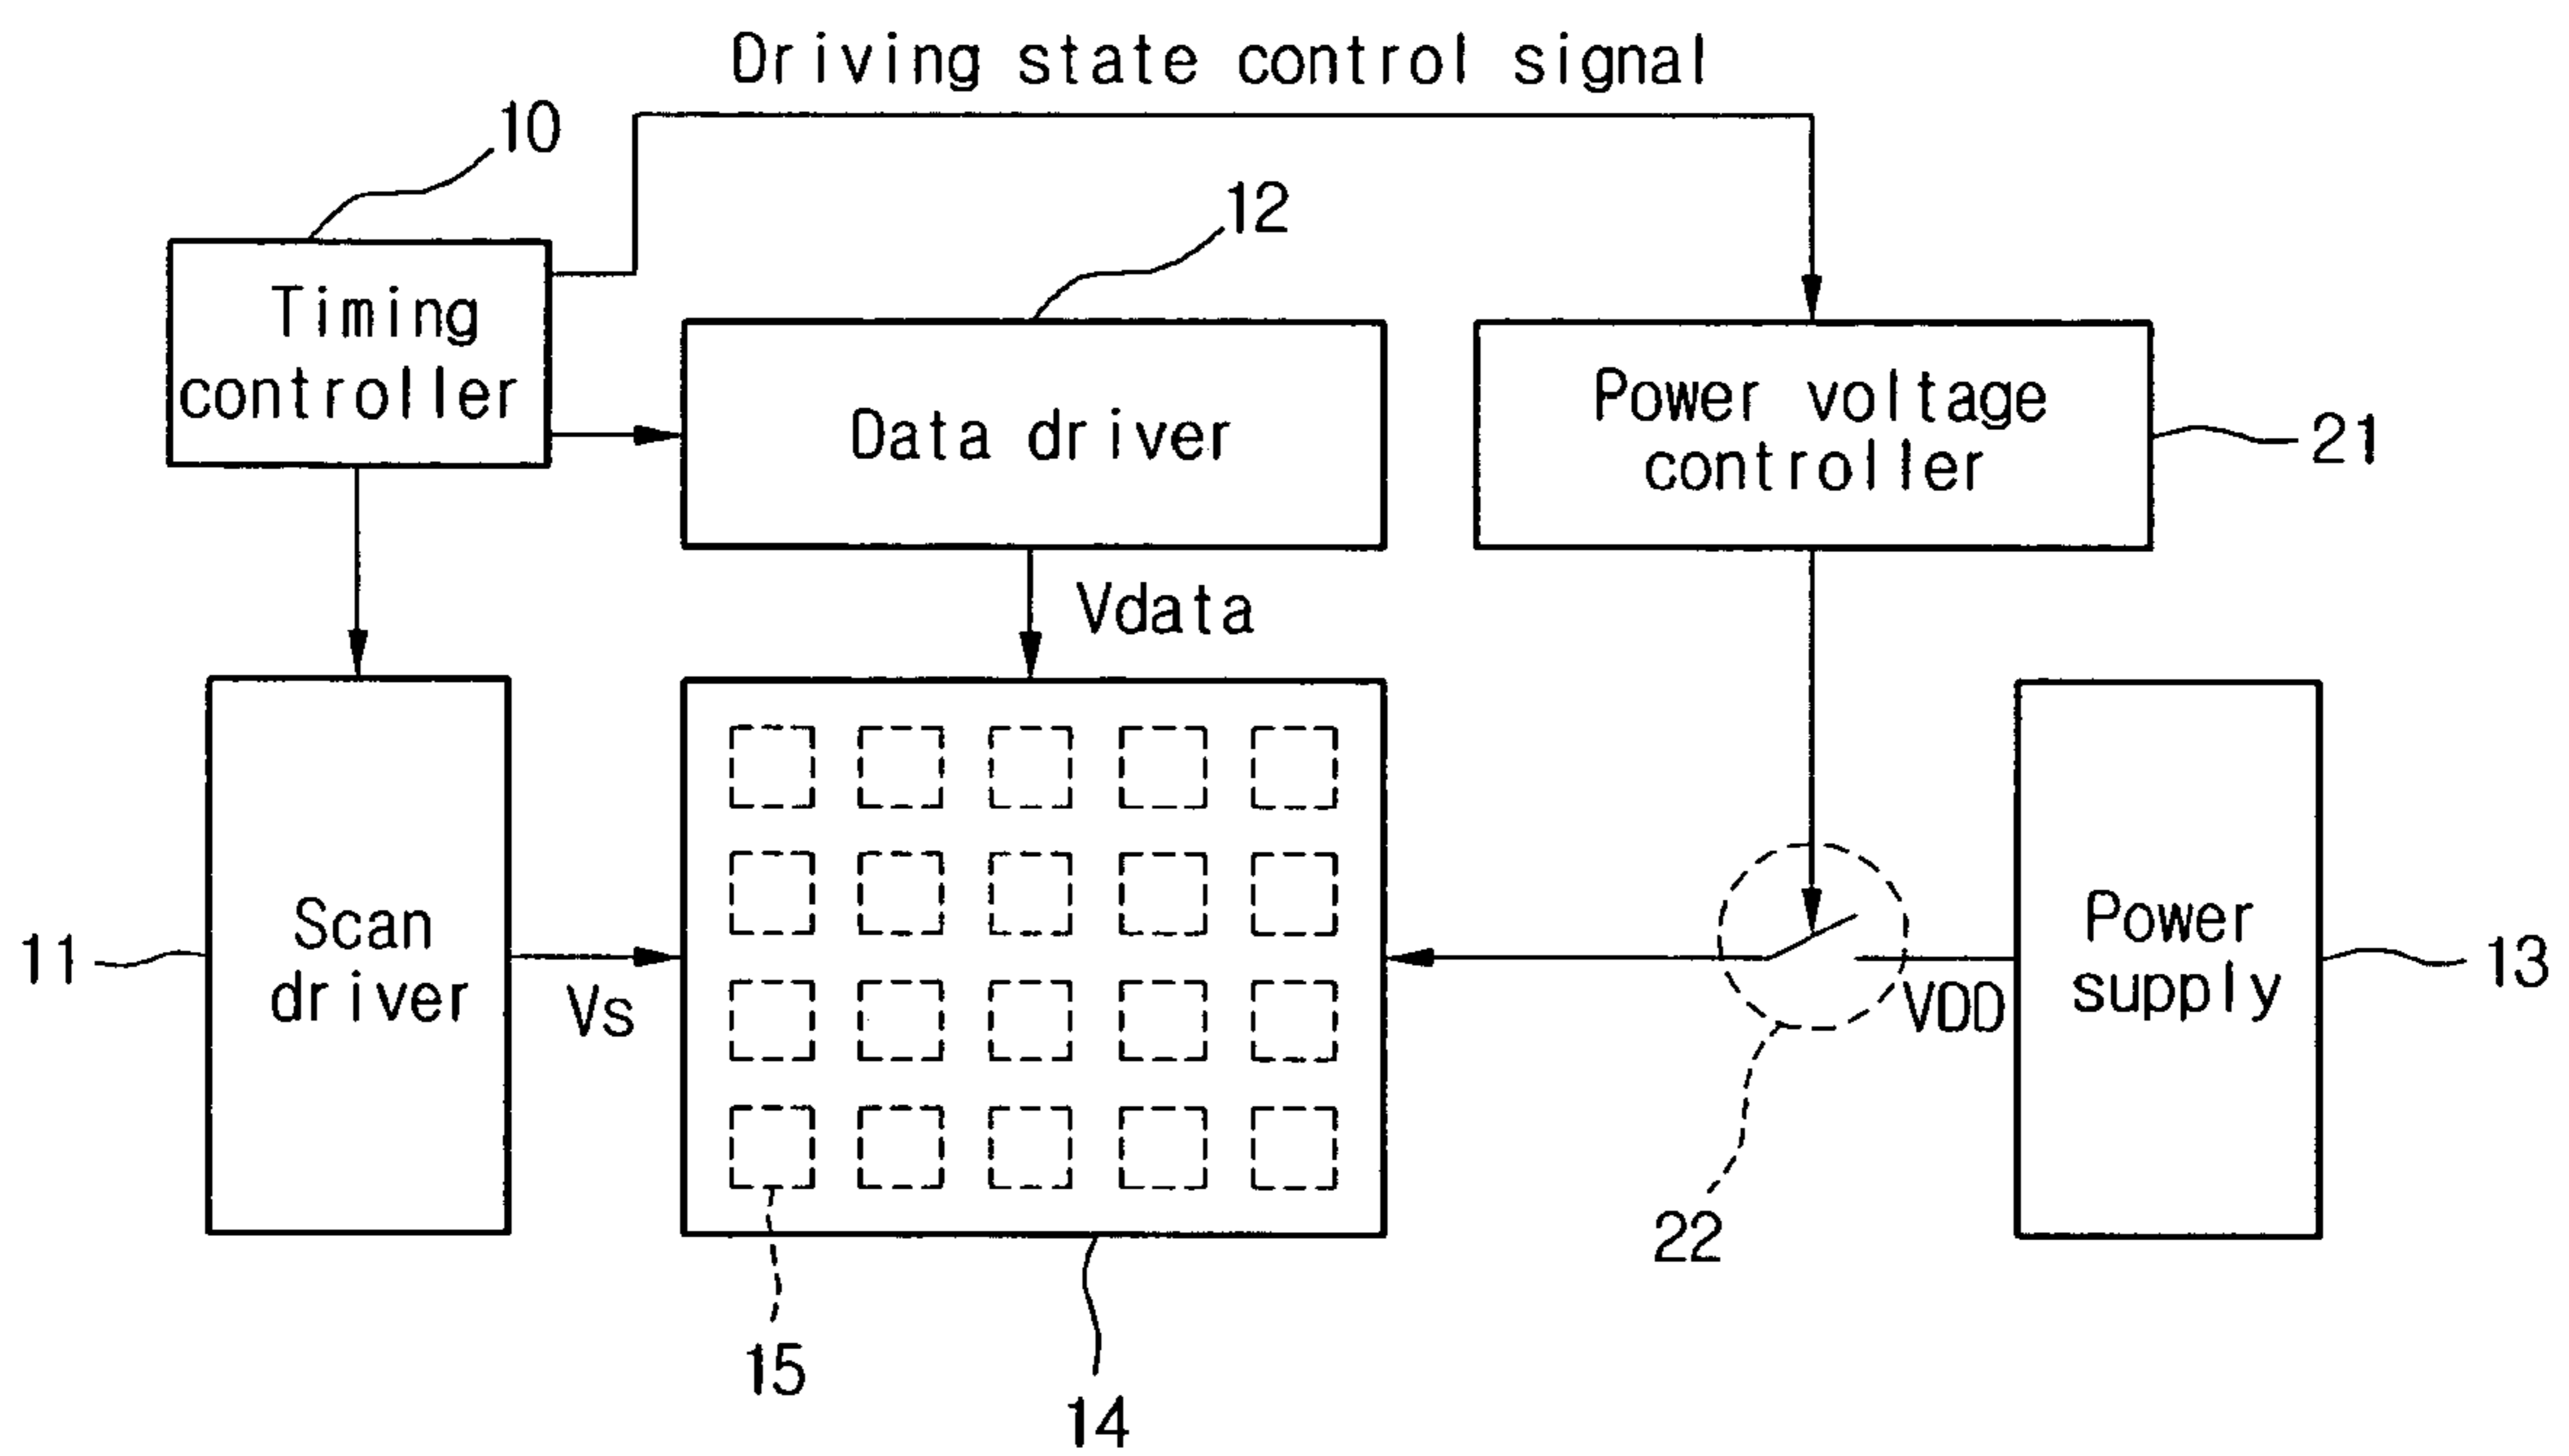 Driving state control signal
10
12
Timing
controller
Data driver
Power voltage
controller
21
Vdata
Scan
driver
11
Vs
VDD
Power
supply
13
22
15
14